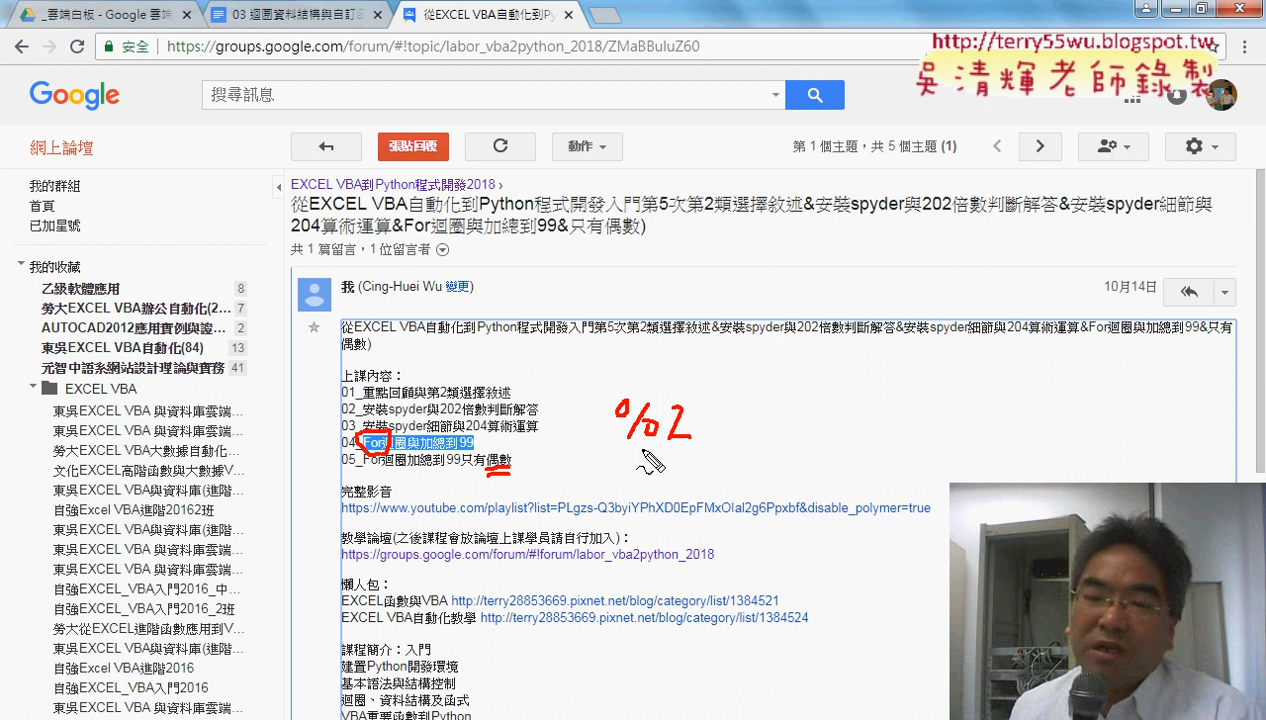 _雲端白板 - Google 雲端
03 週圍資料結構與自訂函
從EXCEL VBA自動化到Py
安全 https://groups.google.com/forum/#!topic/labor_vba2python_2018/ZMaBBuIuZ60
http://terry55wu.blogspot.tw
吳清輝老師錄製
Google
搜尋訊息
網上論壇
張貼回覆
動作
第 1 個主題，共 5 個主題 (1)
我的群組
首頁
已加星號
我的收藏
乙級軟體應用 8
勞大EXCEL VBA辦公自動化(2... 7
AUTOCAD2012應用實例與證... 2
東吳EXCEL VBA自動化(84) 13
元智中語系網站設計理論與實務 41
EXCEL VBA
東吳EXCEL VBA 與資料庫雲端...
東吳EXCEL VBA 與資料庫雲端...
勞大EXCEL VBA大數據自動化...
文化EXCEL高階函數與大數據V...
東吳EXCEL VBA與資料庫(進階...
自強Excel VBA進階20162班
東吳EXCEL VBA與資料庫(進階...
東吳EXCEL VBA與資料庫雲端...
東吳EXCEL VBA與資料庫(進階...
自強EXCEL_VBA入門2016_中...
自強EXCEL_VBA入門2016_2班
勞大從EXCEL進階函數應用到V...
東吳EXCEL VBA與資料庫(進階...
自強Excel VBA進階2016
自強EXCEL_VBA入門2016
東吳EXCEL VBA與資料庫雲端...
EXCEL VBA到Python程式開發2018 ›
從EXCEL VBA自動化到Python程式開發入門第5次第2類選擇敘述&安裝spyder與202倍數判斷解答&安裝spyder細節與
204算術運算&For迴圈與加總到99&只有偶數)
共 1 篇留言，1 位留言者
我 (Cing-Huei Wu 變更)
10月14日
從EXCEL VBA自動化到Python程式開發入門第5次第2類選擇敘述&安裝spyder與202倍數判斷解答&安裝spyder細節與204算術運算&For迴圈與加總到99&只有
偶數)
上課內容：
01_重點回顧與第2類選擇敘述
02_安裝spyder與202倍數判斷解答
03_安裝spyder細節與204算術運算
04_For迴圈與加總到99
05_For迴圈加總到99只有偶數
%2
完整影音
https://www.youtube.com/playlist?list=PLgzs-Q3byiYPhXD0EpFMxOlal2g6Ppxbf&disable_polymer=true
教學論壇(之後課程會放論壇上課學員請自行加入)：
https://groups.google.com/forum/#!forum/labor_vba2python_2018
懶人包：
EXCEL函數與VBA http://terry28853669.pixnet.net/blog/category/list/1384521
EXCEL VBA自動化教學 http://terry28853669.pixnet.net/blog/category/list/1384524
課程簡介：入門
建置Python開發環境
基本語法與結構控制
迴圈、資料結構及函式
VBA重要函數到Python